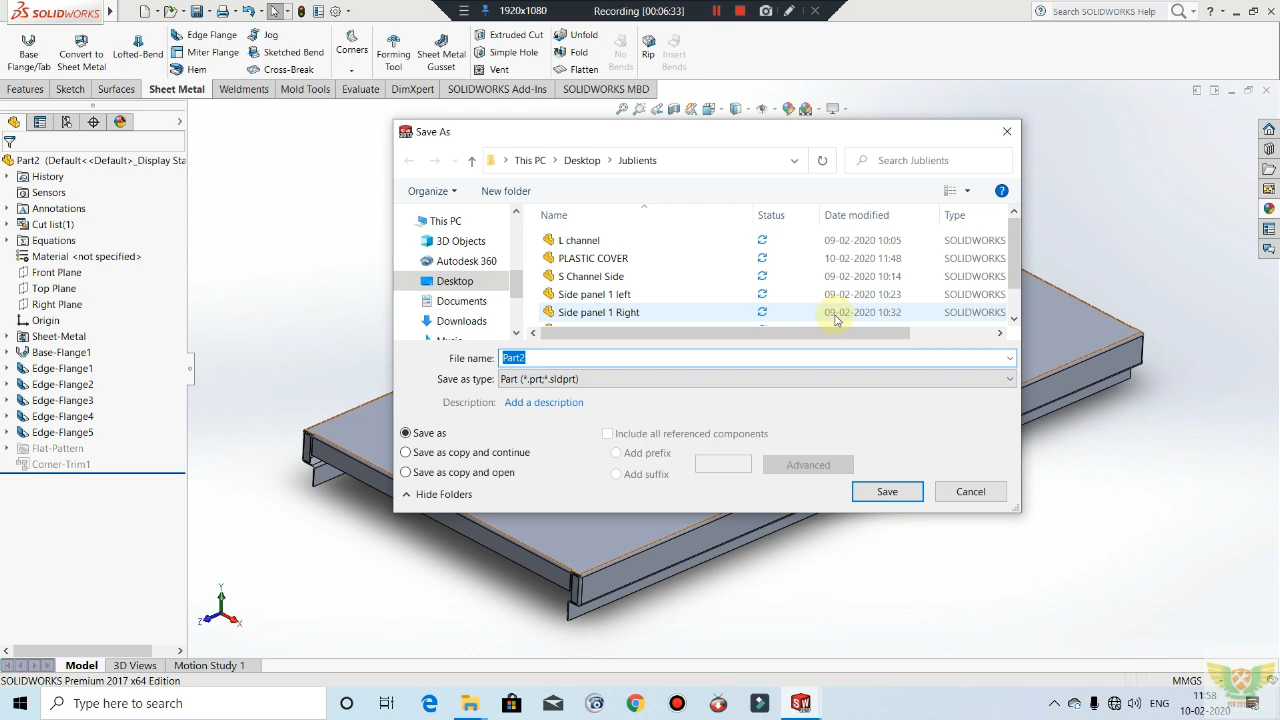 SOLIDWORKS
1920x1080
Recording [00:06:33]
Search SOLIDWORKS Help
Base
Flange/Tab
Convert to
Sheet Metal
Lofted-Bend
Edge Flange
Miter Flange
Hem
Jog
Sketched Bend
Cross-Break
Corners
Forming
Tool
Sheet Metal
Gusset
Extruded Cut
Simple Hole
Vent
Unfold
Fold
Flatten
No
Bends
Rip
Insert
Bends
Features
Sketch
Surfaces
Sheet Metal
Weldments
Mold Tools
Evaluate
DimXpert
SOLIDWORKS Add-Ins
SOLIDWORKS MBD
Part2 (Default<<Default>_Display Sta
History
Sensors
Annotations
Cut list(1)
Equations
Material <not specified>
Front Plane
Top Plane
Right Plane
Origin
Sheet-Metal
Base-Flange1
Edge-Flange1
Edge-Flange2
Edge-Flange3
Edge-Flange4
Edge-Flange5
Flat-Pattern
Corner-Trim1
Save As
This PC > Desktop > Jublients
Search Jublients
Organize
New folder
Name Status Date modified Type
This PC
3D Objects
Autodesk 360
Desktop
Documents
Downloads
L channel 09-02-2020 10:05 SOLIDWORKS
PLASTIC COVER 10-02-2020 11:48 SOLIDWORKS
S Channel Side 09-02-2020 10:14 SOLIDWORKS
Side panel 1 left 09-02-2020 10:23 SOLIDWORKS
Side panel 1 Right 09-02-2020 10:32 SOLIDWORKS
File name: Part2
Save as type: Part (*.prt;*.sldprt)
Description: Add a description
Save as
Save as copy and continue
Save as copy and open
Include all referenced components
Add prefix
Add suffix
Advanced
Hide Folders
Save
Cancel
Y
Z
X
Model
3D Views
Motion Study 1
SOLIDWORKS Premium 2017 x64 Edition
MMGS
Type here to search
ENG
11:58
10-02-2020